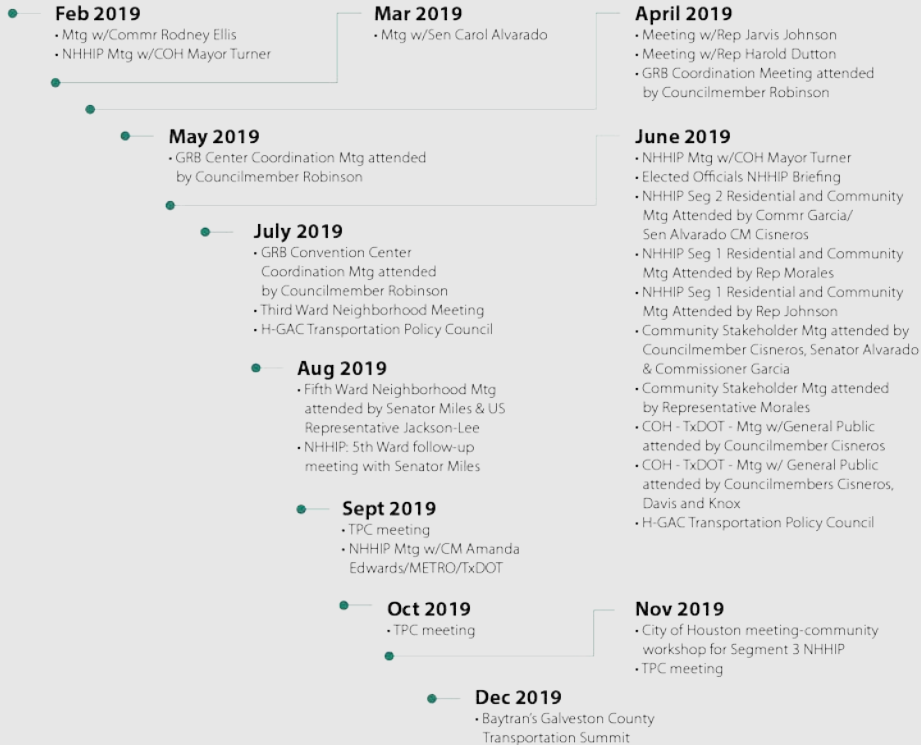 Feb 2019
• Mtg w/Commr Rodney Ellis
• NHHIP Mtg w/COH Mayor Turner
Mar 2019
• Mtg w/Sen Carol Alvarado
April 2019
• Meeting w/Rep Jarvis Johnson
• Meeting w/Rep Harold Dutton
• GRB Coordination Meeting attended
by Councilmember Robinson
May 2019
• GRB Center Coordination Mtg attended
by Councilmember Robinson
June 2019
• NHHIP Mtg w/COH Mayor Turner
• Elected Officials NHHIP Briefing
• NHHIP Seg 2 Residential and Community
Mtg Attended by Commr Garcia/
Sen Alvarado CM Cisneros
• NHHIP Seg 1 Residential and Community
Mtg Attended by Rep Morales
• NHHIP Seg 1 Residential and Community
Mtg Attended by Rep Johnson
• Community Stakeholder Mtg attended by
Councilmember Cisneros, Senator Alvarado
& Commissioner Garcia
• Community Stakeholder Mtg attended
by Representative Morales
• COH - TxDOT - Mtg w/General Public
attended by Councilmember Cisneros
• COH - TxDOT - Mtg w/ General Public
attended by Councilmembers Cisneros,
Davis and Knox
• H-GAC Transportation Policy Council
July 2019
• GRB Convention Center
Coordination Mtg attended
by Councilmember Robinson
• Third Ward Neighborhood Meeting
• H-GAC Transportation Policy Council
Aug 2019
• Fifth Ward Neighborhood Mtg
attended by Senator Miles & US
Representative Jackson-Lee
• NHHIP: 5th Ward follow-up
meeting with Senator Miles
Sept 2019
• TPC meeting
• NHHIP Mtg w/CM Amanda
Edwards/METRO/TxDOT
Oct 2019
• TPC meeting
Nov 2019
• City of Houston meeting-community
workshop for Segment 3 NHHIP
• TPC meeting
Dec 2019
• Baytran's Galveston County
Transportation Summit